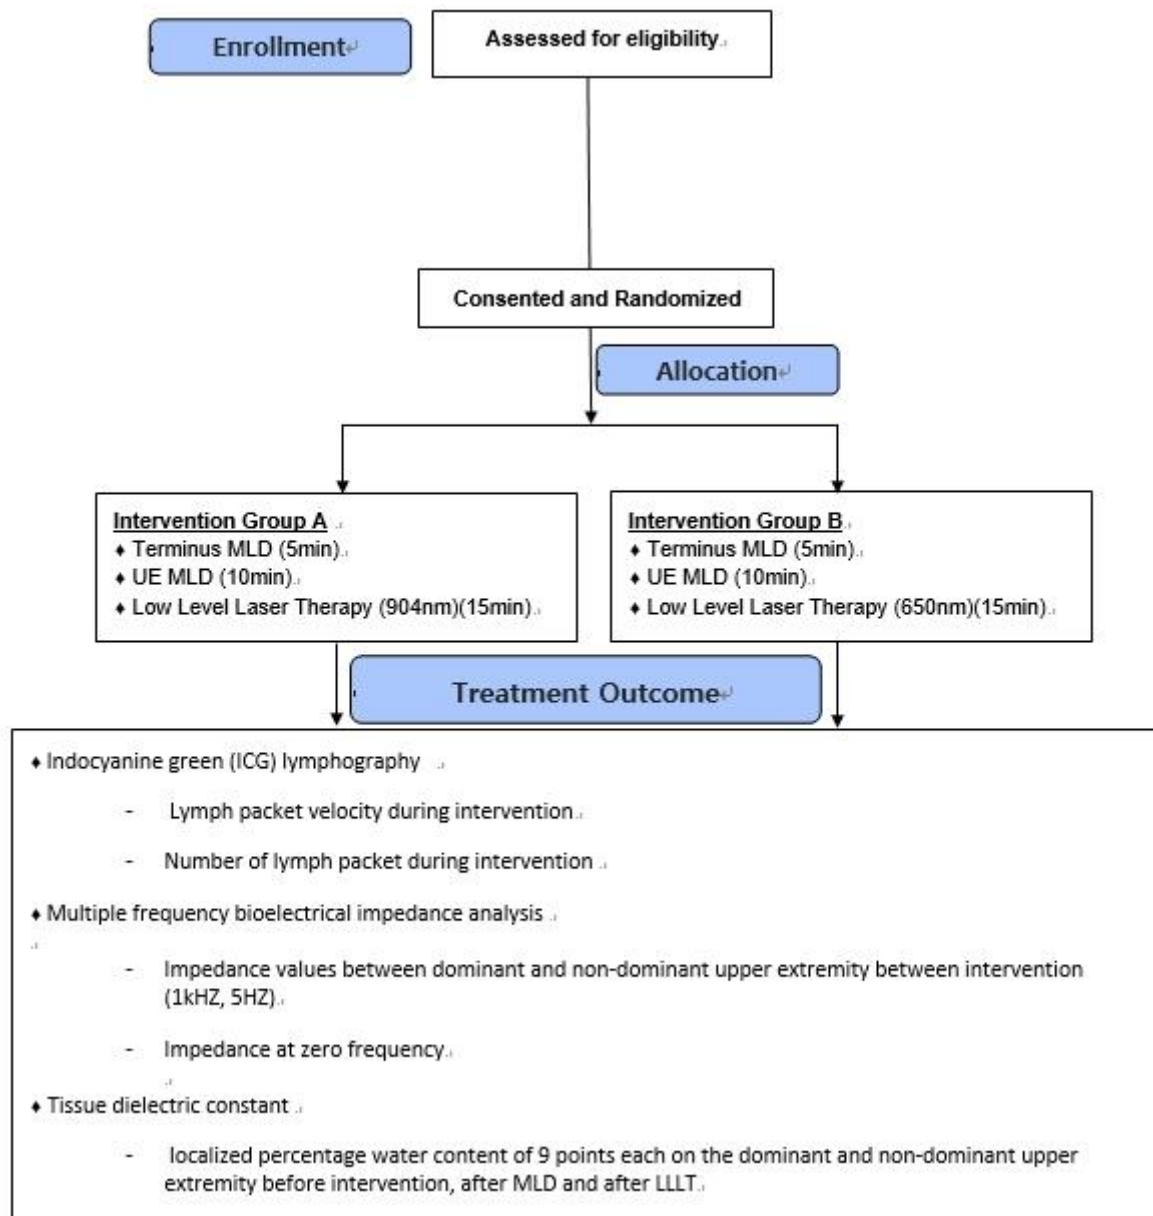 Enrollment
Assessed for eligibility
Consented and Randomized
Allocation
Intervention Group A
♦ Terminus MLD (5min)
♦ UE MLD (10min)
♦ Low Level Laser Therapy (904nm)(15min)
Intervention Group B
♦ Terminus MLD (5min)
♦ UE MLD (10min)
♦ Low Level Laser Therapy (650nm)(15min)
Treatment Outcome
♦ Indocyanine green (ICG) lymphography
- Lymph packet velocity during intervention
- Number of lymph packet during intervention
♦ Multiple frequency bioelectrical impedance analysis
- Impedance values between dominant and non-dominant upper extremity between intervention
(1kHZ, 5HZ)
- Impedance at zero frequency
♦ Tissue dielectric constant
- localized percentage water content of 9 points each on the dominant and non-dominant upper
extremity before intervention, after MLD and after LLLT